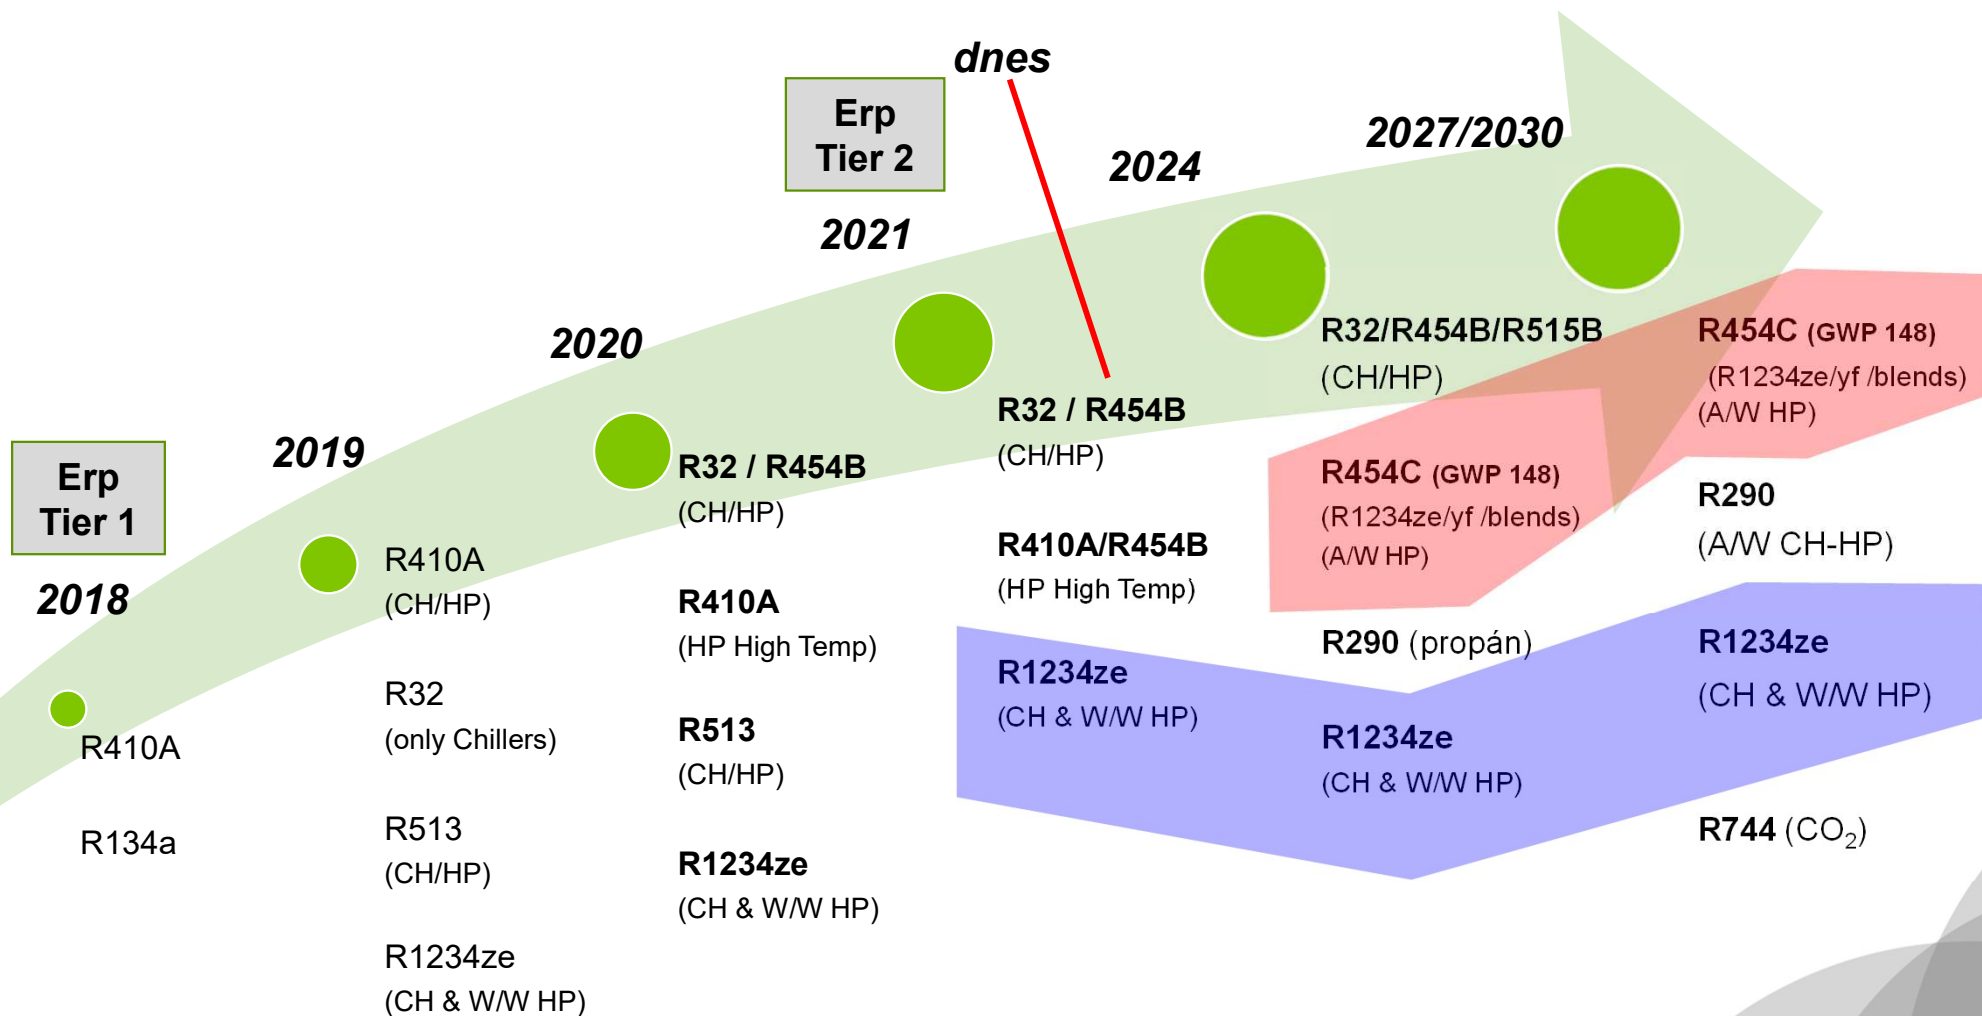 Erp
Tier 1
2018
R410A
R134a
2019
R410A
(CH/HP)
R32
(only Chillers)
R513
(CH/HP)
R1234ze
(CH & W/W HP)
2020
R32 / R454B
(CH/HP)
R410A
(HP High Temp)
R513
(CH/HP)
R1234ze
(CH & W/W HP)
Erp
Tier 2
2021
dnes
R32 / R454B
(CH/HP)
R410A/R454B
(HP High Temp)
R1234ze
(CH & W/W HP)
2024
R32/R454B/R515B
(CH/HP)
R454C (GWP 148)
(R1234ze/yf /blends)
(A/W HP)
R290 (propán)
R1234ze
(CH & W/W HP)
2027/2030
R454C (GWP 148)
(R1234ze/yf /blends)
(A/W HP)
R290
(A/W CH-HP)
R1234ze
(CH & W/W HP)
R744 (CO₂)